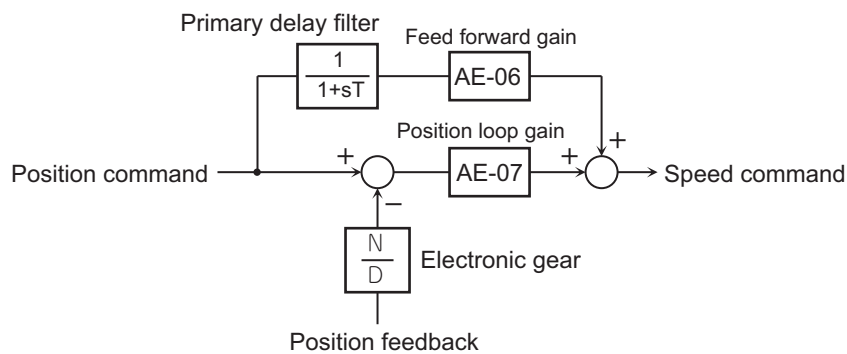 Primary delay filter
Feed forward gain
1
1+sT
AE-06
+
Position loop gain
Position command
+
AE-07
+
Speed command
−
N
D
Electronic gear
Position feedback